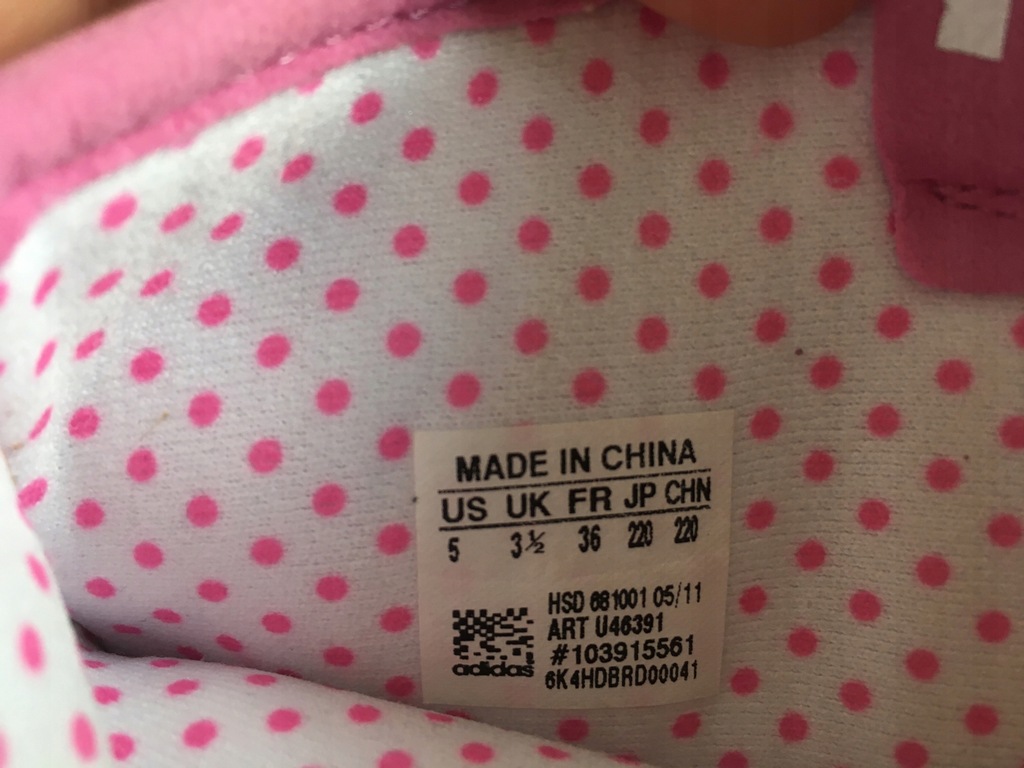 MADE IN CHINA
US UK FR JP CHN
5 3½ 36 220 220
HSD 681001 05/11
ART U46391
#103915561
adidas 6K4HDBRD00041